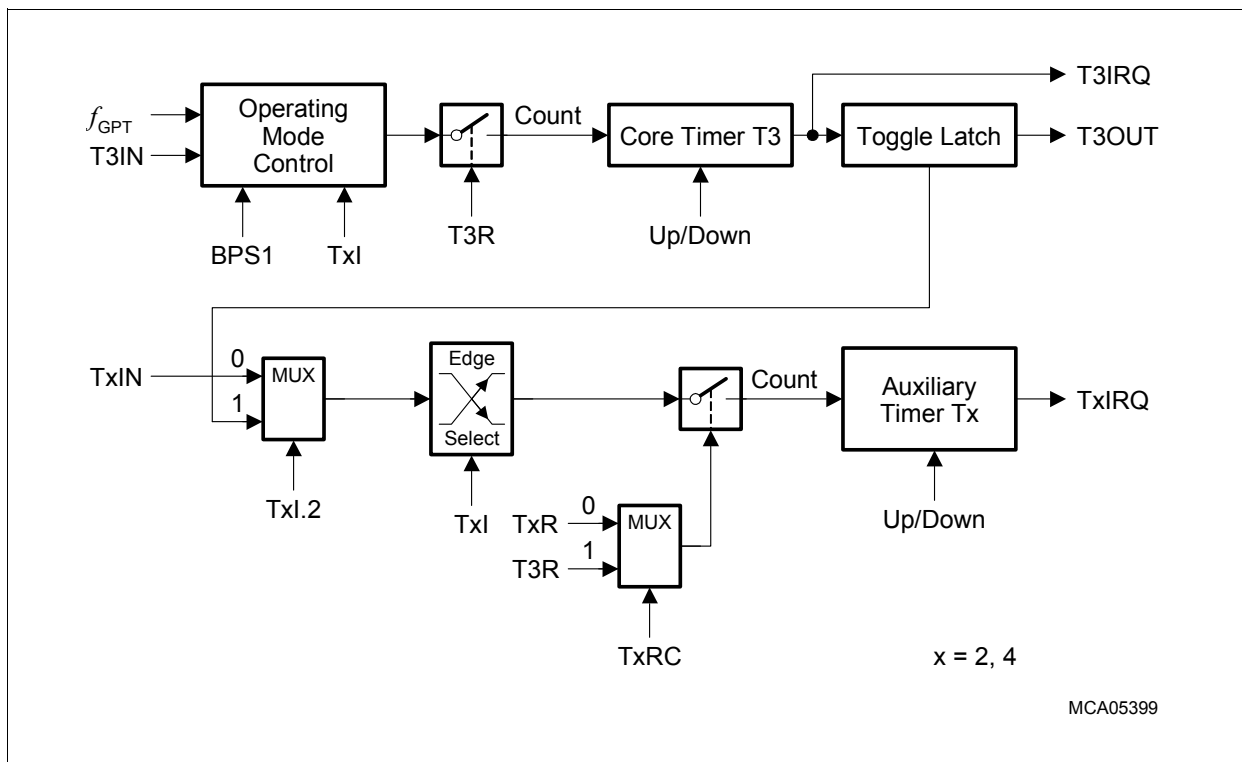 f GPT
T3IN
Operating
Mode
Control
BPS1
TxI
T3R
Count
Core Timer T3
Up/Down
Toggle Latch
T3IRQ
T3OUT
TxIN
0
1
MUX
TxI.2
Edge
Select
TxI
TxR
T3R
0
1
MUX
TxRC
Count
Auxiliary
Timer Tx
Up/Down
TxIRQ
x = 2, 4
MCA05399